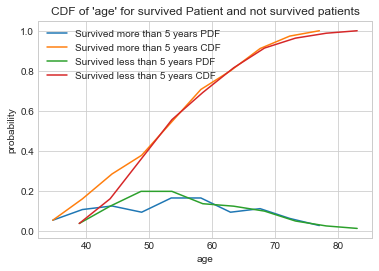 CDF of 'age' for survived Patient and not survived patients
Survived more than 5 years PDF
Survived more than 5 years CDF
Survived less than 5 years PDF
Survived less than 5 years CDF
1.0
0.8
0.6
0.4
0.2
0.0
probability
40
50
60
70
80
age